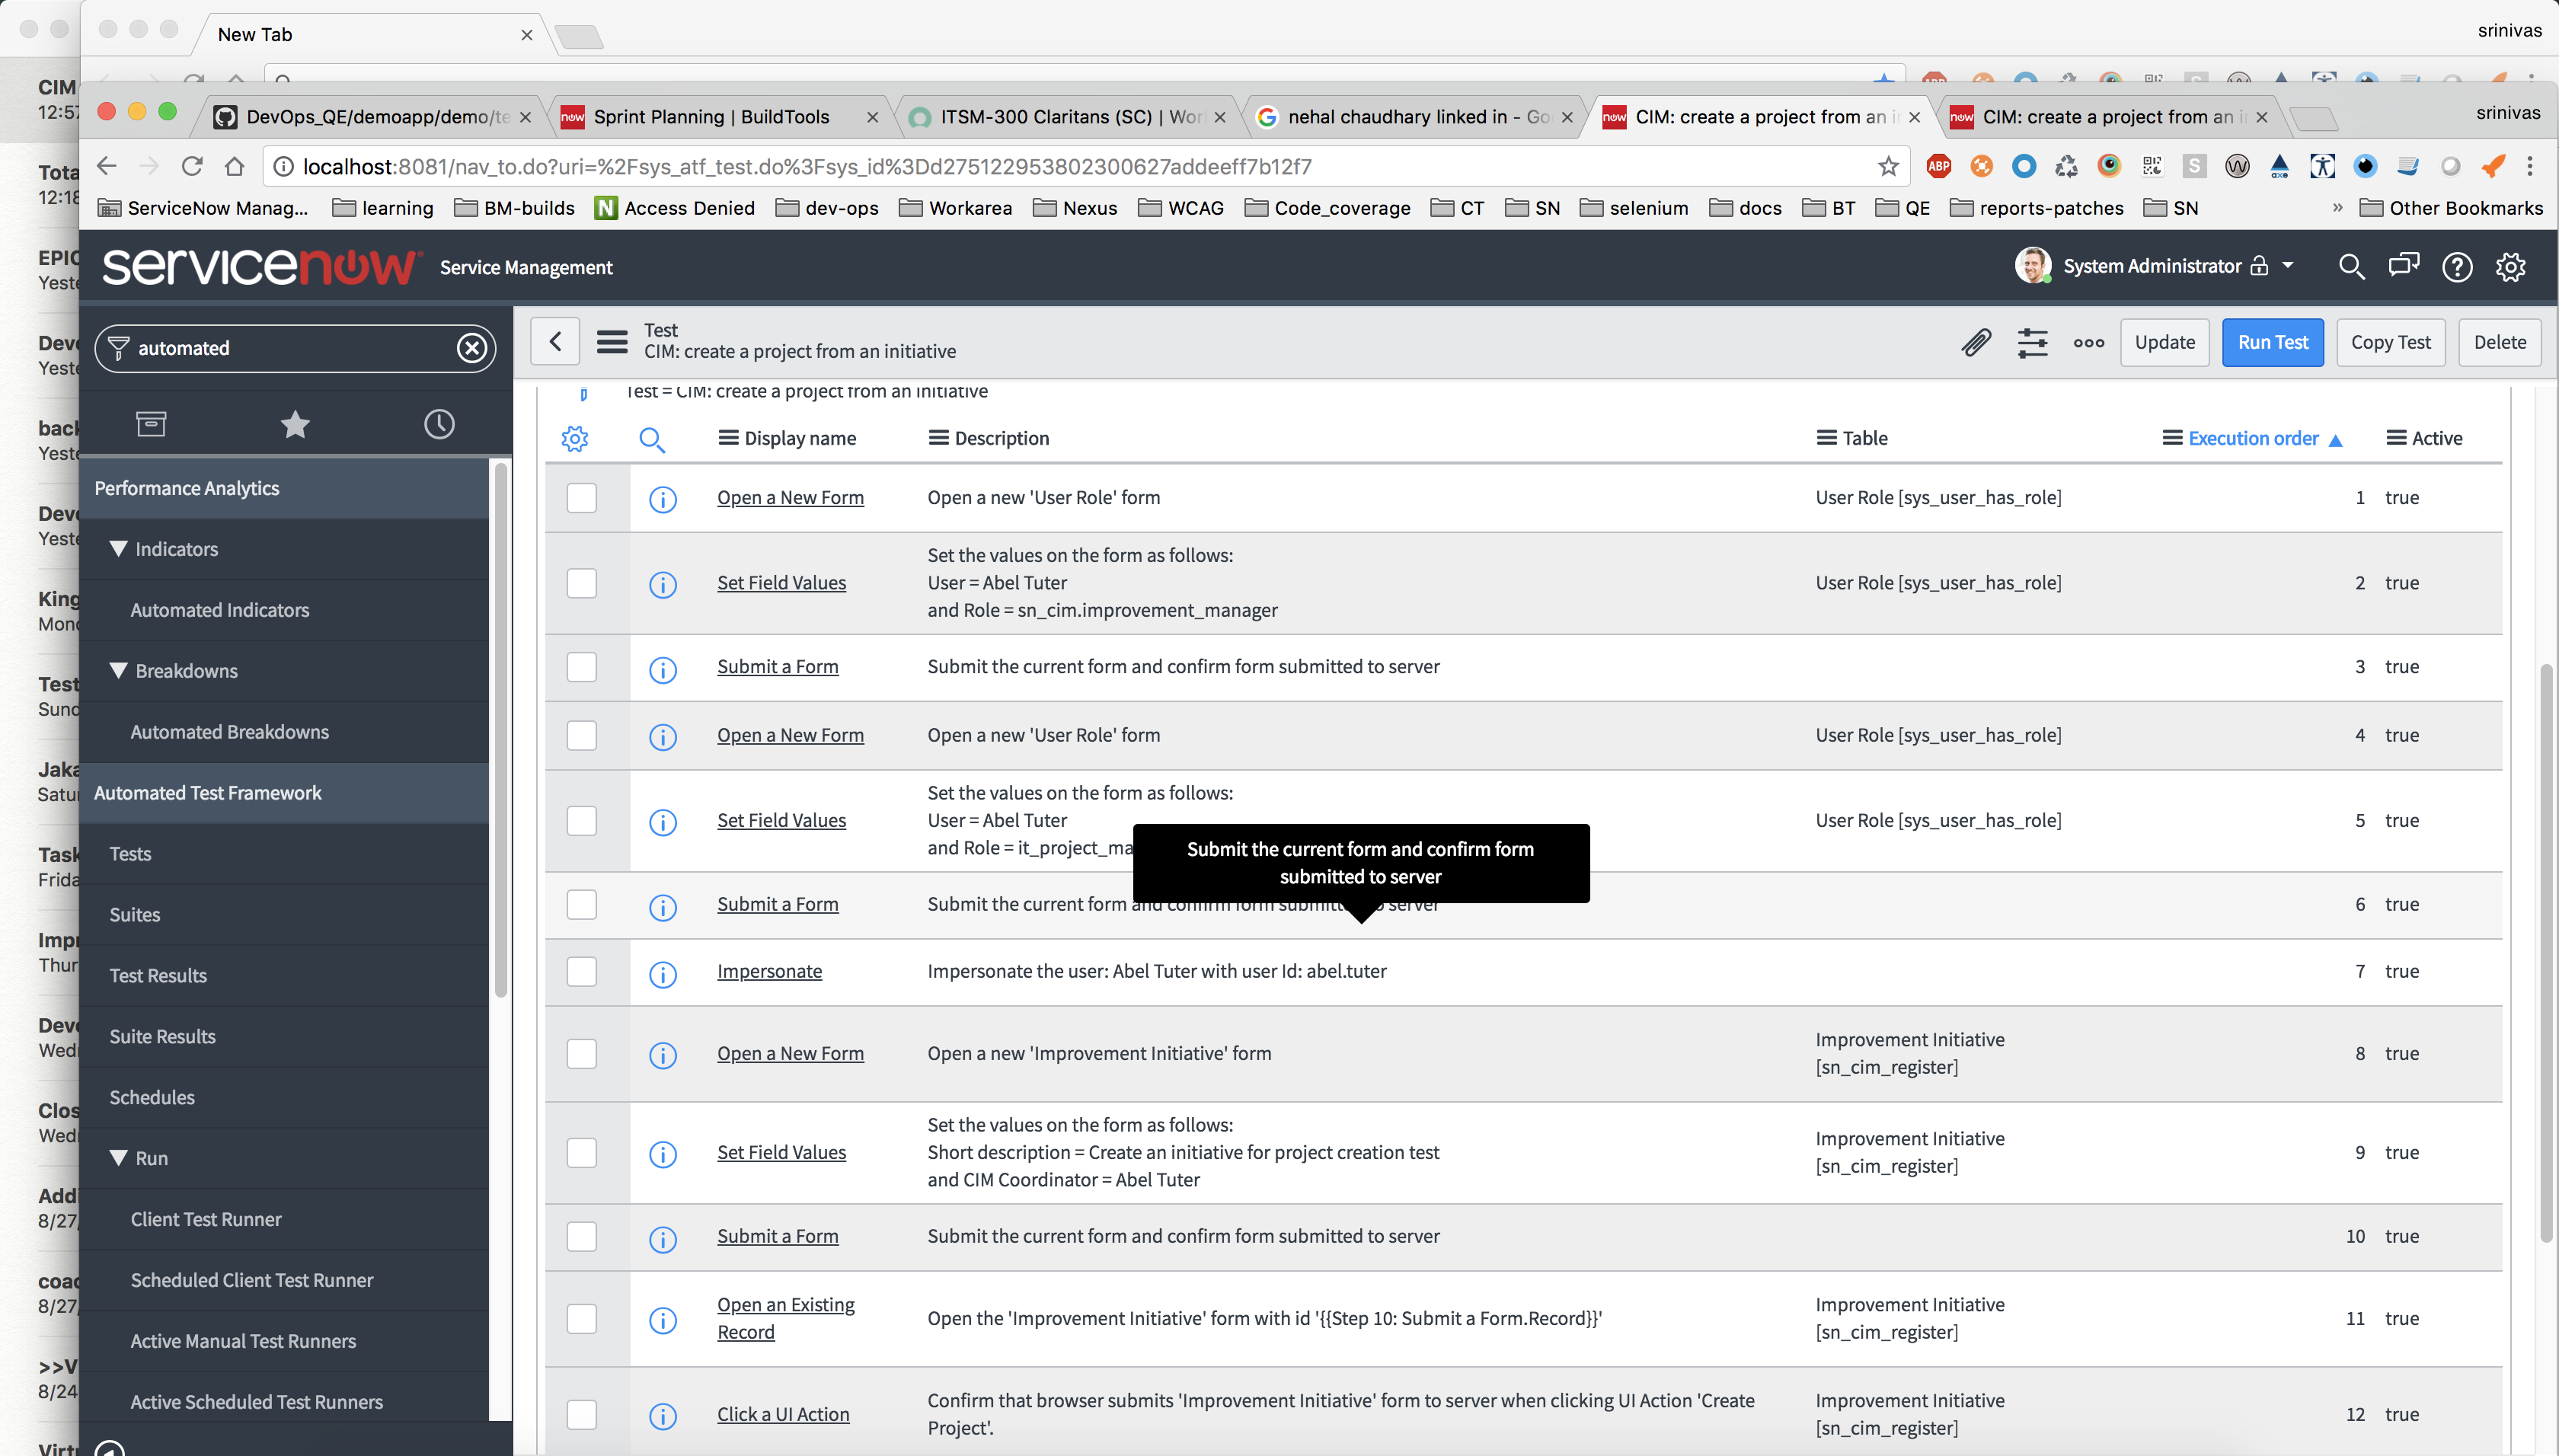 New Tab
srinivas
DevOps_QE/demoapp/demo/te
Sprint Planning | BuildTools
ITSM-300 Claritans (SC) | Wor
nehal chaudhary linked in - Go
CIM: create a project from an i
CIM: create a project from an i
srinivas
localhost:8081/nav_to.do?uri=%2Fsys_atf_test.do%3Fsys_id%3Dd275122953802300627addeeff7b12f7
ABP
ServiceNow Manag...
learning
BM-builds
Access Denied
dev-ops
Workarea
Nexus
WCAG
Code_coverage
CT
SN
selenium
docs
BT
QE
reports-patches
SN
»
Other Bookmarks
servicenow
Service Management
System Administrator
automated
Test
CIM: create a project from an initiative
Update
Run Test
Copy Test
Delete
Performance Analytics
Indicators
Automated Indicators
Breakdowns
Automated Breakdowns
Automated Test Framework
Tests
Suites
Test Results
Suite Results
Schedules
Run
Client Test Runner
Scheduled Client Test Runner
Active Manual Test Runners
Active Scheduled Test Runners
Test = CIM: create a project from an initiative
Display name Description Table Execution order Active
Open a New Form Open a new 'User Role' form User Role [sys_user_has_role] 1 true
Set the values on the form as follows:
User = Abel Tuter
and Role = sn_cim.improvement_manager
Set Field Values User Role [sys_user_has_role] 2 true
Submit a Form Submit the current form and confirm form submitted to server 3 true
Open a New Form Open a new 'User Role' form User Role [sys_user_has_role] 4 true
Set the values on the form as follows:
User = Abel Tuter
and Role = it_project_ma
Set Field Values User Role [sys_user_has_role] 5 true
Submit the current form and confirm form
submitted to server
Submit a Form Submit the current form and confirm form submitt server 6 true
Impersonate Impersonate the user: Abel Tuter with user Id: abel.tuter 7 true
Open a New Form Open a new 'Improvement Initiative' form Improvement Initiative
[sn_cim_register] 8 true
Set the values on the form as follows:
Short description = Create an initiative for project creation test
and CIM Coordinator = Abel Tuter
Set Field Values Improvement Initiative
[sn_cim_register] 9 true
Submit a Form Submit the current form and confirm form submitted to server 10 true
Open an Existing
Record
Open the 'Improvement Initiative' form with id '{{Step 10: Submit a Form.Record}}'
Improvement Initiative
[sn_cim_register] 11 true
Click a UI Action
Confirm that browser submits 'Improvement Initiative' form to server when clicking UI Action 'Create
Project'.
Improvement Initiative
[sn_cim_register] 12 true
CIM
12:57
Tota
12:18
EPIC
Yeste
Deve
Yeste
back
Yeste
Deve
Yeste
King
Mond
Test
Sund
Jaka
Satur
Task
Frida
Impr
Thur
Deve
Wedn
Clos
Wedn
Addi
8/27/
coac
8/27/
>>V
8/24
Virtu